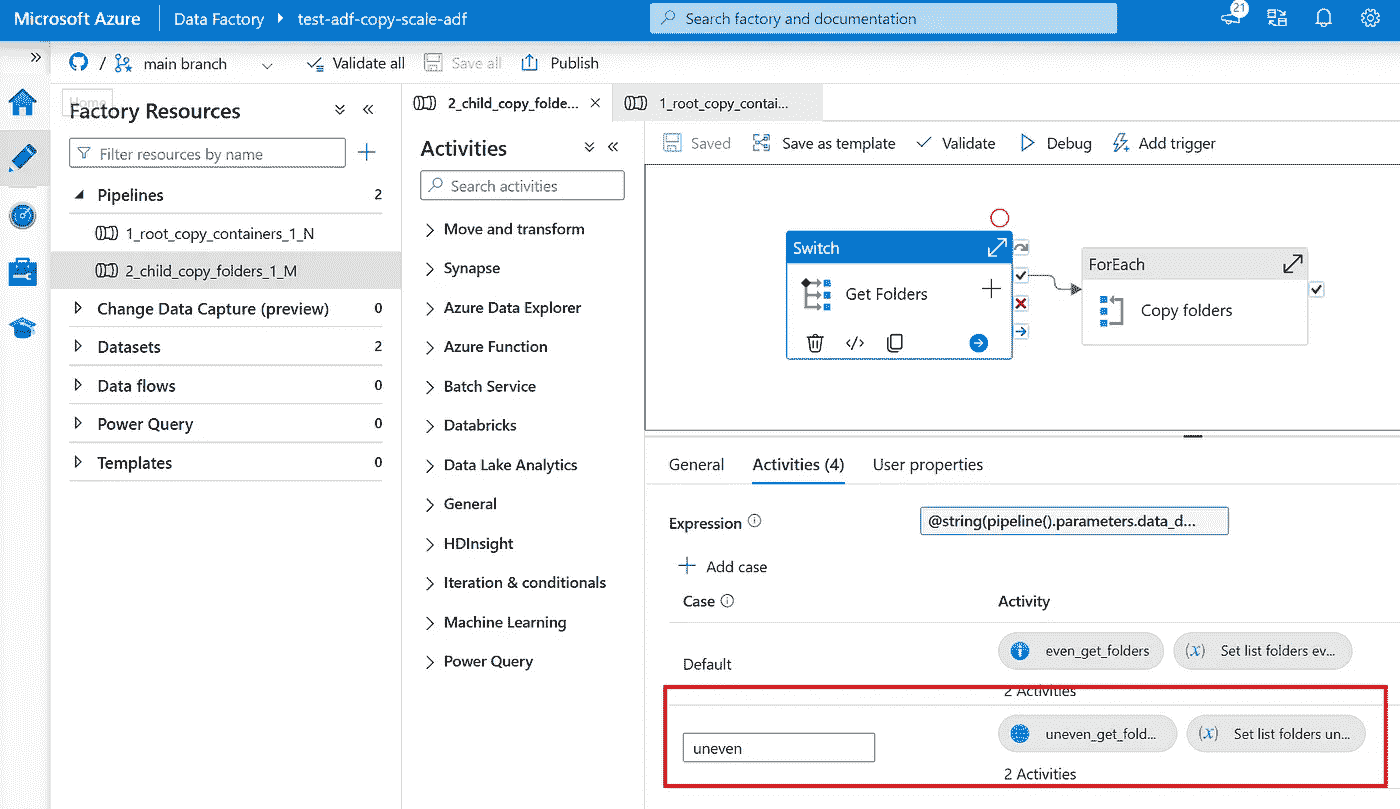 Microsoft Azure
Data Factory
test-adf-copy-scale-adf
Search factory and documentation
21
/
main branch
Validate all
Save all
Publish
Home
Factory Resources
Filter resources by name
Pipelines 2
1_root_copy_containers_1_N
2_child_copy_folders_1_M
Change Data Capture (preview) 0
Datasets 2
Data flows 0
Power Query 0
Templates 0
2_child_copy_folde...
1_root_copy_contai...
Activities
Search activities
Move and transform
Synapse
Azure Data Explorer
Azure Function
Batch Service
Databricks
Data Lake Analytics
General
HDInsight
Iteration & conditionals
Machine Learning
Power Query
Saved
Save as template
Validate
Debug
Add trigger
Switch
Get Folders
ForEach
Copy folders
General
Activities (4)
User properties
Expression
@string(pipeline().parameters.data_d...
Add case
Case
Activity
Default
even_get_folders
(x) Set list folders ev...
2 Activities
uneven
uneven_get_fold...
(x) Set list folders un...
2 Activities